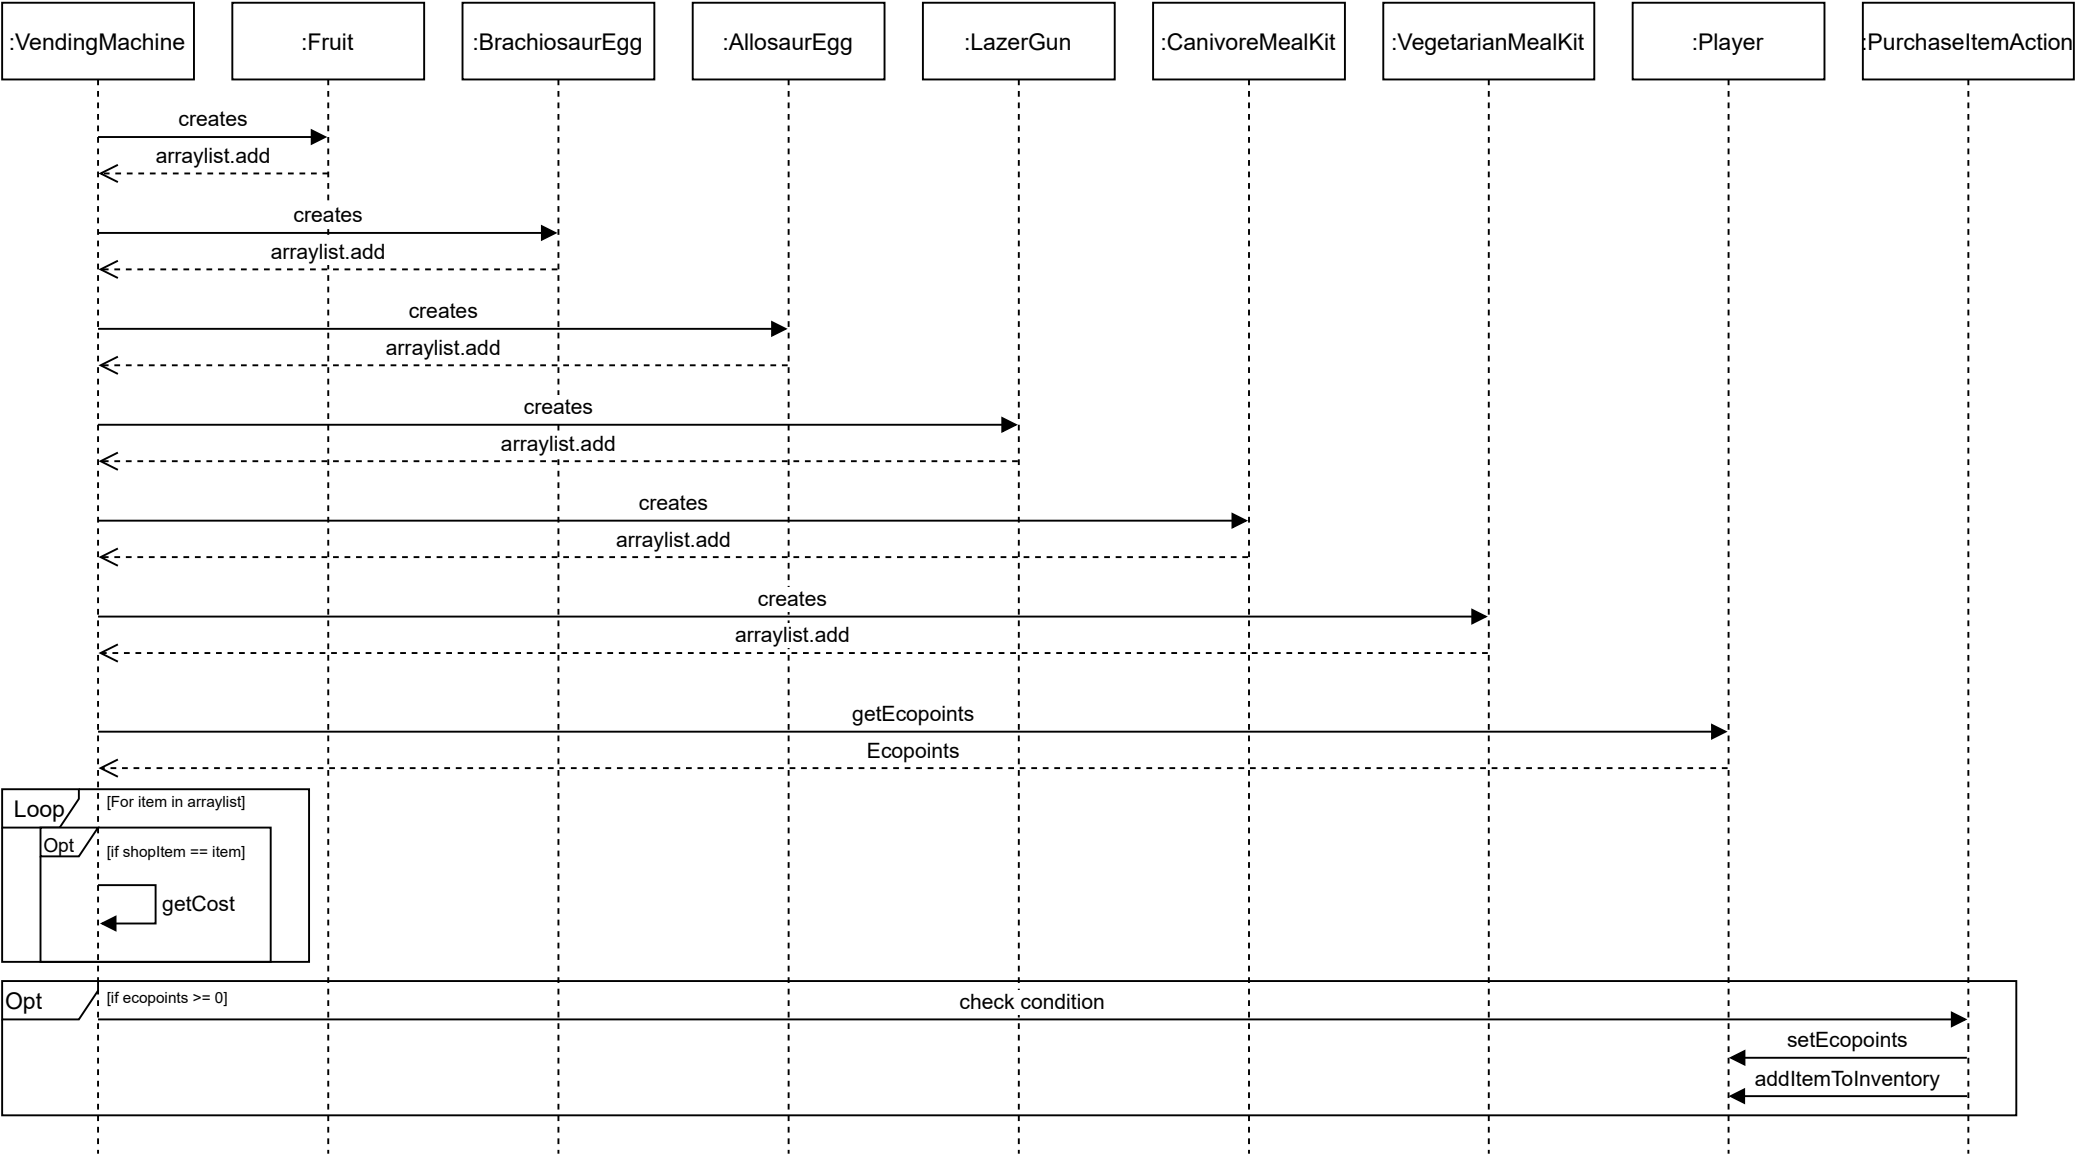 :VendingMachine
:Fruit
:BrachiosaurEgg
:AllosaurEgg
:LazerGun
:CanivoreMealKit
:VegetarianMealKit
:Player
:PurchaseItemAction
creates
arraylist.add
creates
arraylist.add
creates
arraylist.add
creates
arraylist.add
creates
arraylist.add
creates
arraylist.add
getEcopoints
Ecopoints
Loop
[For item in arraylist]
Opt
[if shopItem == item]
getCost
Opt
[if ecopoints >= 0]
check condition
setEcopoints
addItemToInventory